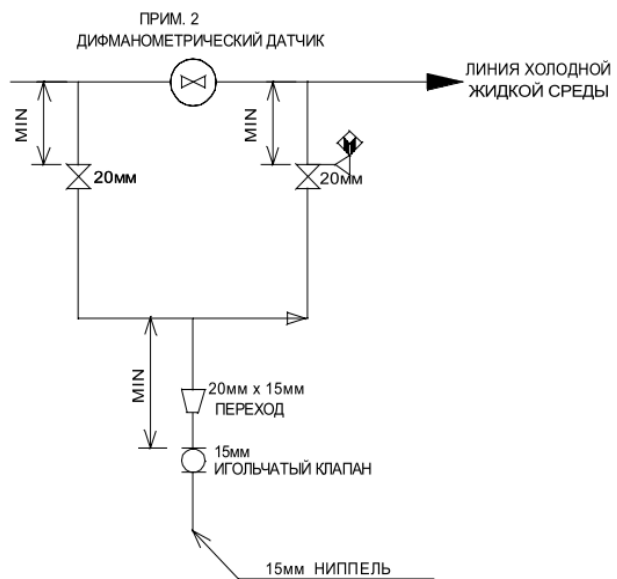 ПРИМ. 2
ДИФМАНОМЕТРИЧЕСКИЙ ДАТЧИК
ЛИНИЯ ХОЛОДНОЙ
ЖИДКОЙ СРЕДЫ
MIN
MIN
20мм
20мм
MIN
20мм x 15мм
ПЕРЕХОД
15мм
ИГОЛЬЧАТЫЙ КЛАПАН
15мм НИППЕЛЬ